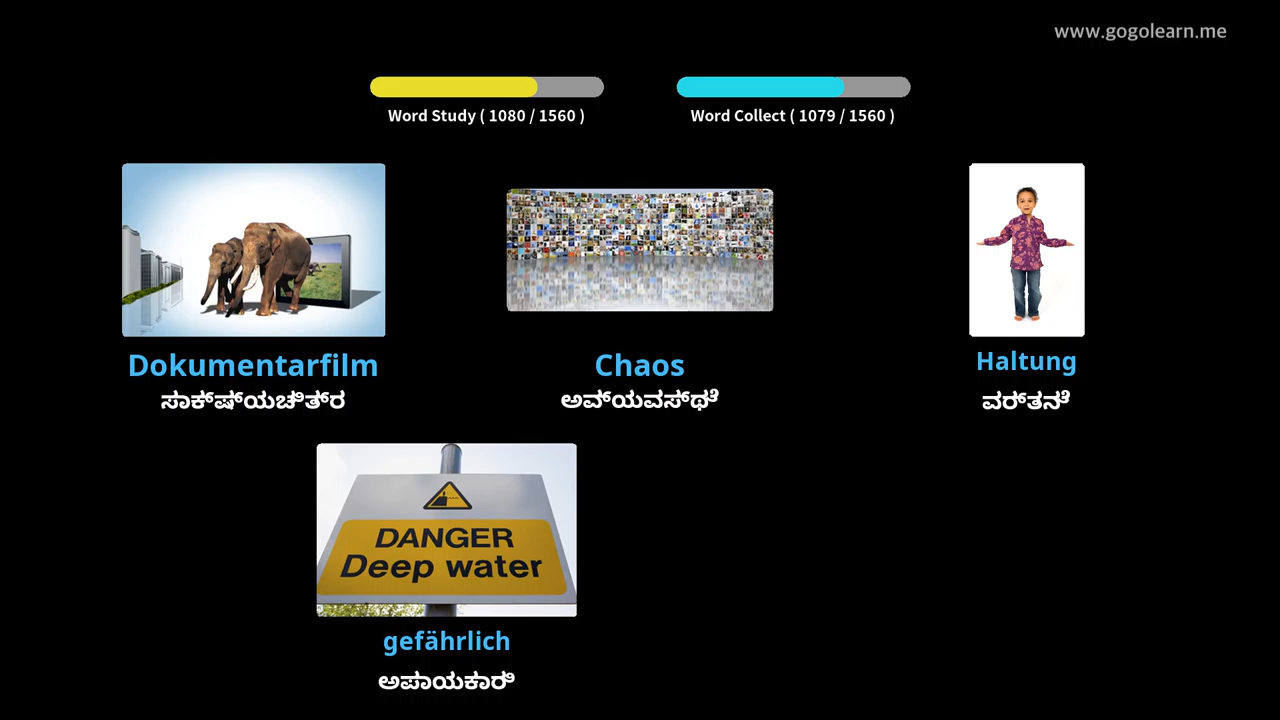 www.gogolearn.me
Word Study ( 1080 / 1560 )
Word Collect ( 1079 / 1560 )
Dokumentarfilm
ಸಾಕ್ಷ್ಯಚಿತ್ರ
Chaos
ಅವ್ಯವಸ್ಥೆ
Haltung
ವರ್ತನೆ
DANGER
Deep water
gefährlich
ಅಪಾಯಕಾರಿ